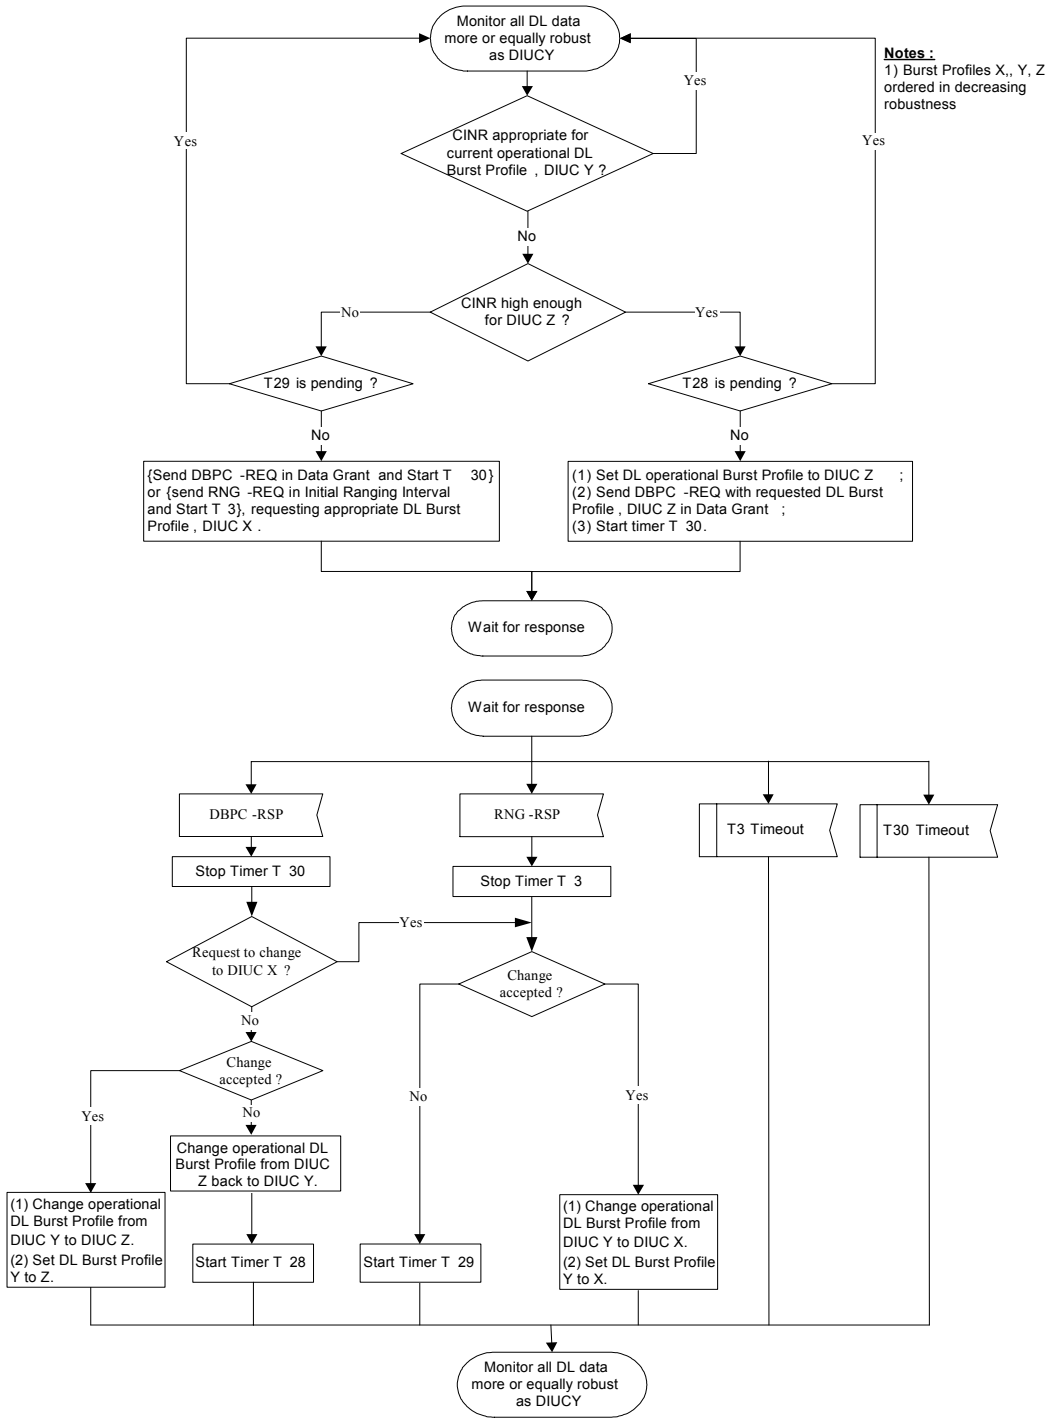 Monitor all DL data
more or equally robust
as DIUCY
Notes :
1) Burst Profiles X,, Y, Z
ordered in decreasing
robustness
Yes
Yes
Yes
CINR appropriate for
current operational DL
Burst Profile , DIUC Y ?
No
CINR high enough
for DIUC Z ?
No
Yes
T29 is pending ?
T28 is pending ?
No
No
{Send DBPC -REQ in Data Grant and Start T 30}
or {send RNG -REQ in Initial Ranging Interval
and Start T 3}, requesting appropriate DL Burst
Profile , DIUC X .
(1) Set DL operational Burst Profile to DIUC Z ;
(2) Send DBPC -REQ with requested DL Burst
Profile , DIUC Z in Data Grant ;
(3) Start timer T 30.
Wait for response
Wait for response
DBPC -RSP
RNG -RSP
T3 Timeout
T30 Timeout
Stop Timer T 30
Stop Timer T 3
Yes
Request to change
to DIUC X ?
Change
accepted ?
No
Change
accepted ?
Yes
No
No
Yes
Change operational DL
Burst Profile from DIUC
Z back to DIUC Y.
(1) Change operational
DL Burst Profile from
DIUC Y to DIUC Z.
(2) Set DL Burst Profile
Y to Z.
Start Timer T 28
Start Timer T 29
(1) Change operational
DL Burst Profile from
DIUC Y to DIUC X.
(2) Set DL Burst Profile
Y to X.
Monitor all DL data
more or equally robust
as DIUCY